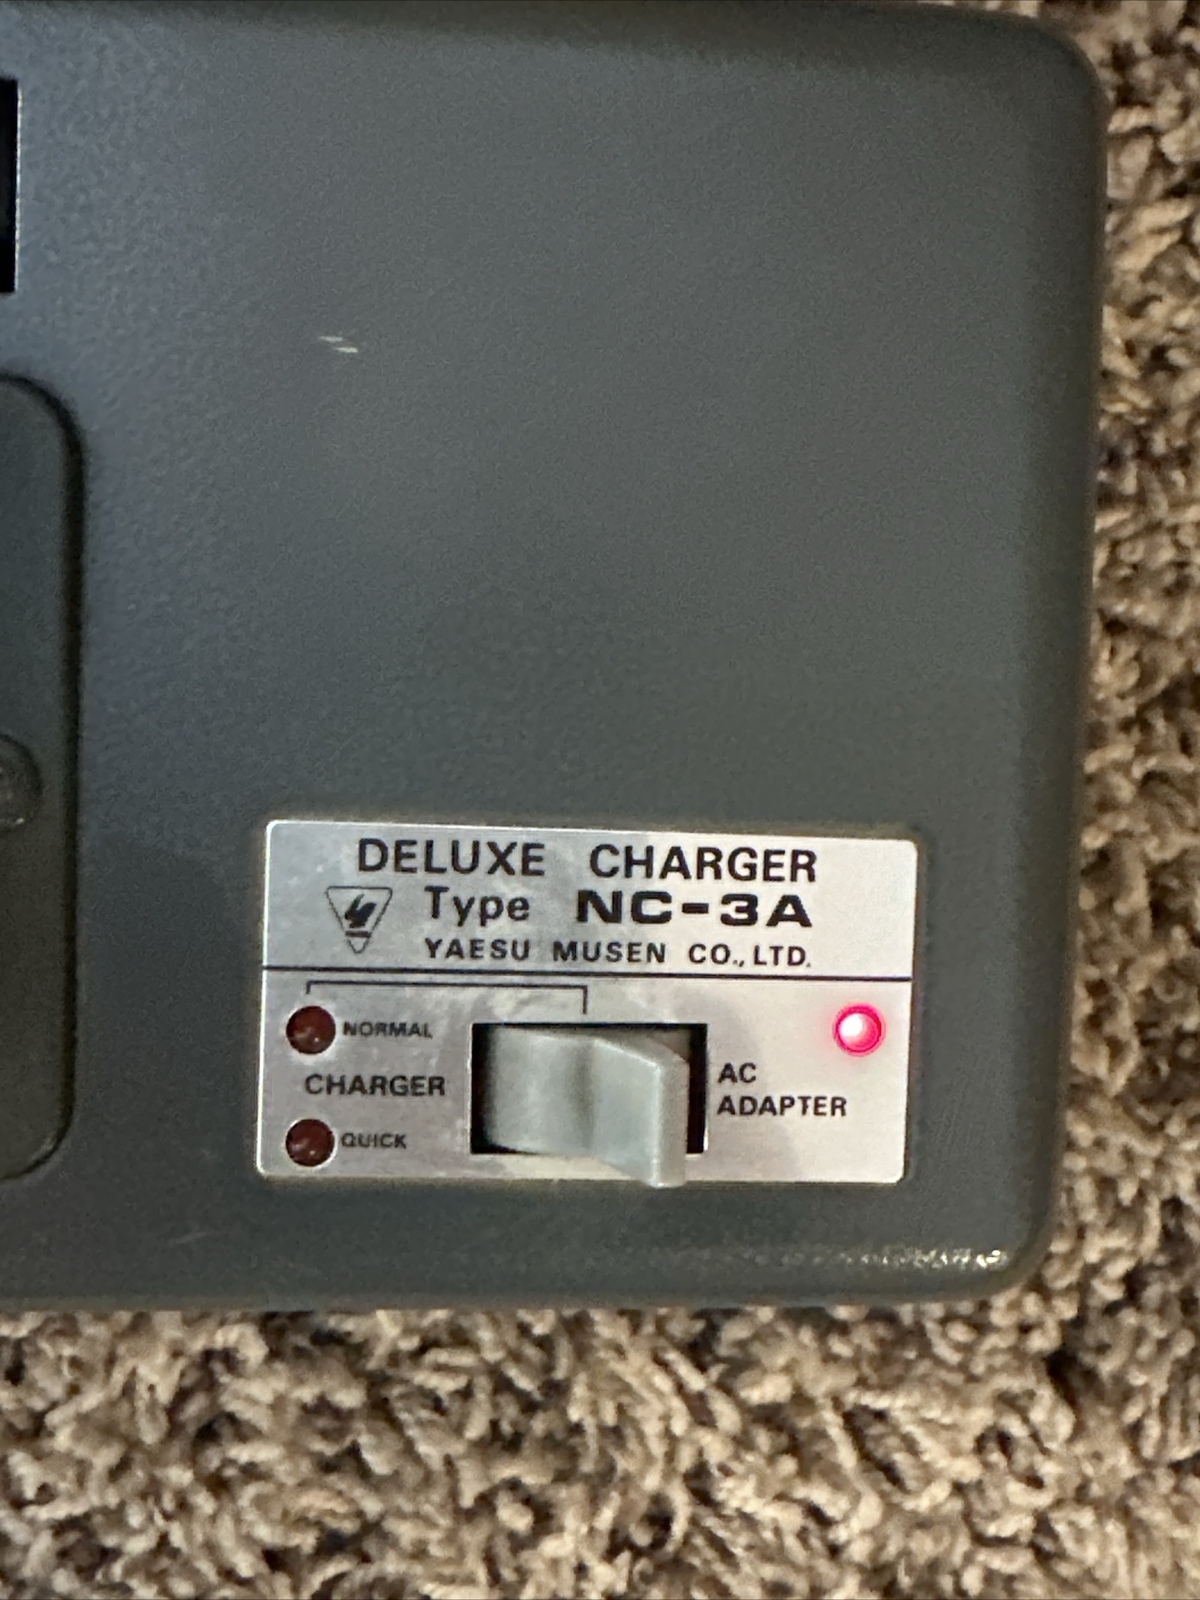 DELUXE CHARGER
Type NC-3A
YAESU MUSEN CO., LTD.
NORMAL
CHARGER
QUICK
AC
ADAPTER